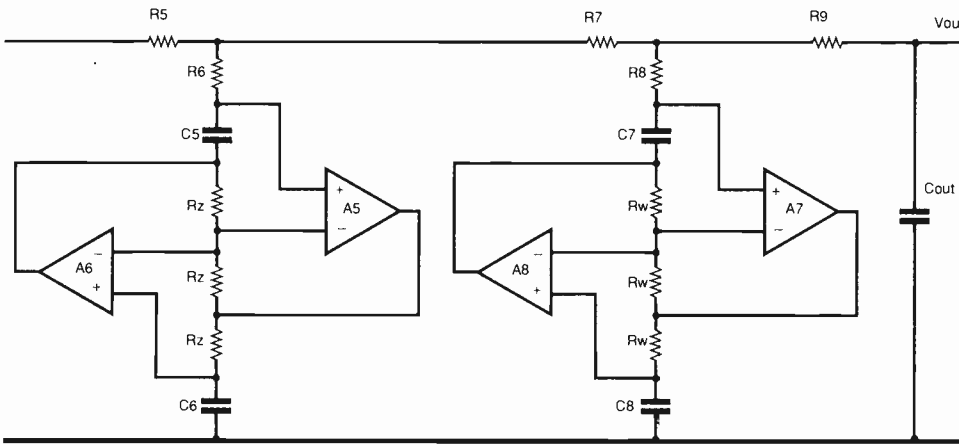 R5
R7
R9
Vou
R6
R8
C5
C7
Rz
+
A5
−
Rw
+
A7
−
Cout
A6
−
+
Rz
A8
−
+
Rw
Rz
Rw
C6
C8